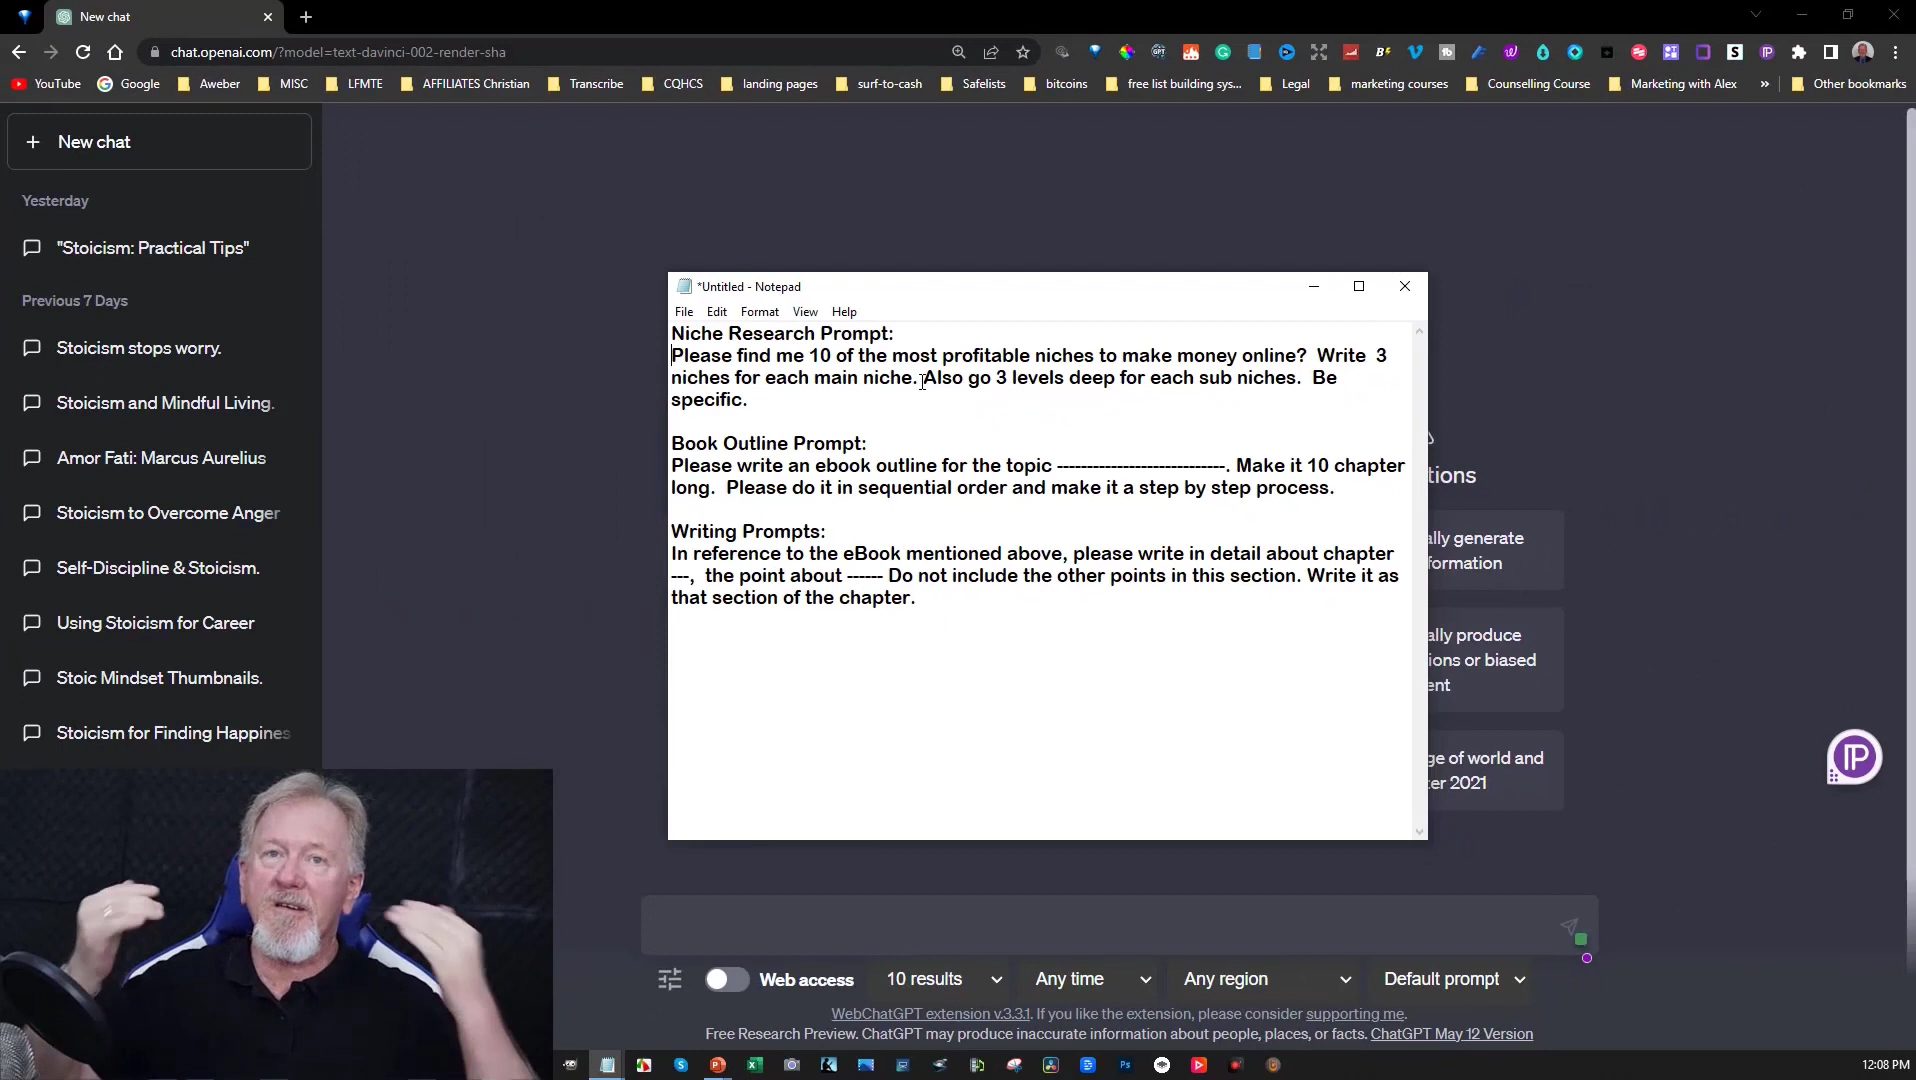 New chat
chat.openai.com/?model=text-davinci-002-render-sha
YouTube Google Aweber MISC LFMTE AFFILIATES Christian Transcribe CQHCS landing pages surf-to-cash Safelists bitcoins free list building sys... Legal marketing courses Counselling Course Marketing with Alex » Other bookmarks
+ New chat
Yesterday
"Stoicism: Practical Tips"
Previous 7 Days
Stoicism stops worry.
Stoicism and Mindful Living.
Amor Fati: Marcus Aurelius
Stoicism to Overcome Anger
Self-Discipline & Stoicism.
Using Stoicism for Career
Stoic Mindset Thumbnails.
Stoicism for Finding Happines
*Untitled - Notepad
File Edit Format View Help
Niche Research Prompt:
Please find me 10 of the most profitable niches to make money online?  Write  3
niches for each main niche. Also go 3 levels deep for each sub niches.  Be
specific.
Book Outline Prompt:
Please write an ebook outline for the topic ----------------------------. Make it 10 chapter
long.  Please do it in sequential order and make it a step by step process.
Writing Prompts:
In reference to the eBook mentioned above, please write in detail about chapter
---,  the point about ------ Do not include the other points in this section. Write it as
that section of the chapter.
tions
ally generate
formation
ally produce
ions or biased
ent
ge of world and
ter 2021
IP
Web access 10 results Any time Any region Default prompt
WebChatGPT extension v.3.3.1. If you like the extension, please consider supporting me.
Free Research Preview. ChatGPT may produce inaccurate information about people, places, or facts. ChatGPT May 12 Version
12:08 PM